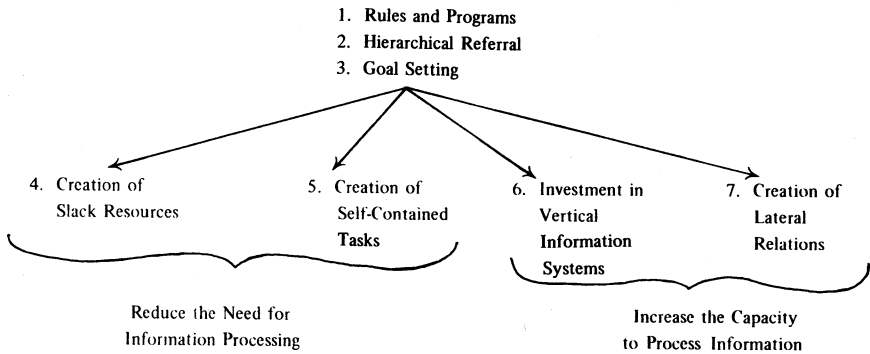 1. Rules and Programs
2. Hierarchical Referral
3. Goal Setting
4. Creation of
Slack Resources
5. Creation of
Self-Contained
Tasks
6. Investment in
Vertical
Information
Systems
7. Creation of
Lateral
Relations
Reduce the Need for
Information Processing
Increase the Capacity
to Process Information